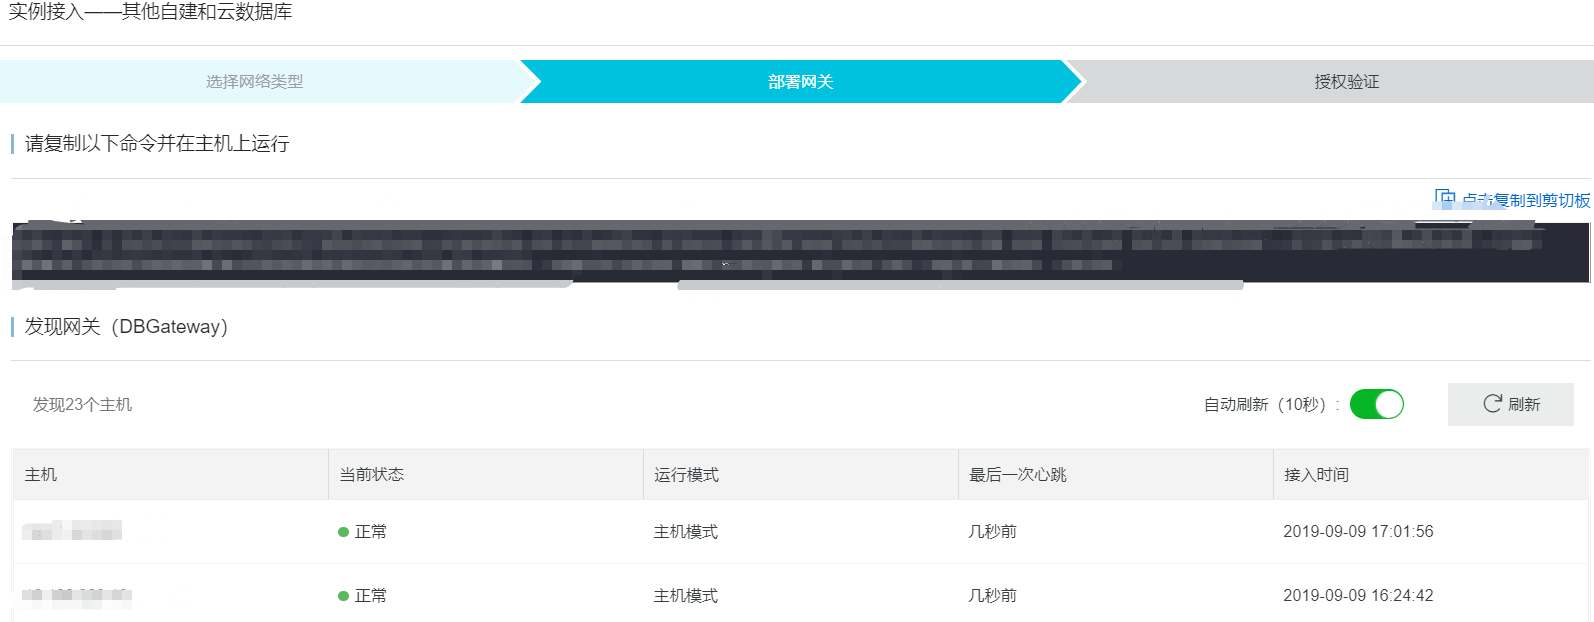 实例接入——其他自建和云数据库
选择网络类型 部署网关 授权验证
请复制以下命令并在主机上运行
点击复制到剪切板
发现网关（DBGateway）
发现23个主机 自动刷新（10秒）: 刷新
主机 当前状态 运行模式 最后一次心跳 接入时间
正常 主机模式 几秒前 2019-09-09 17:01:56
正常 主机模式 几秒前 2019-09-09 16:24:42